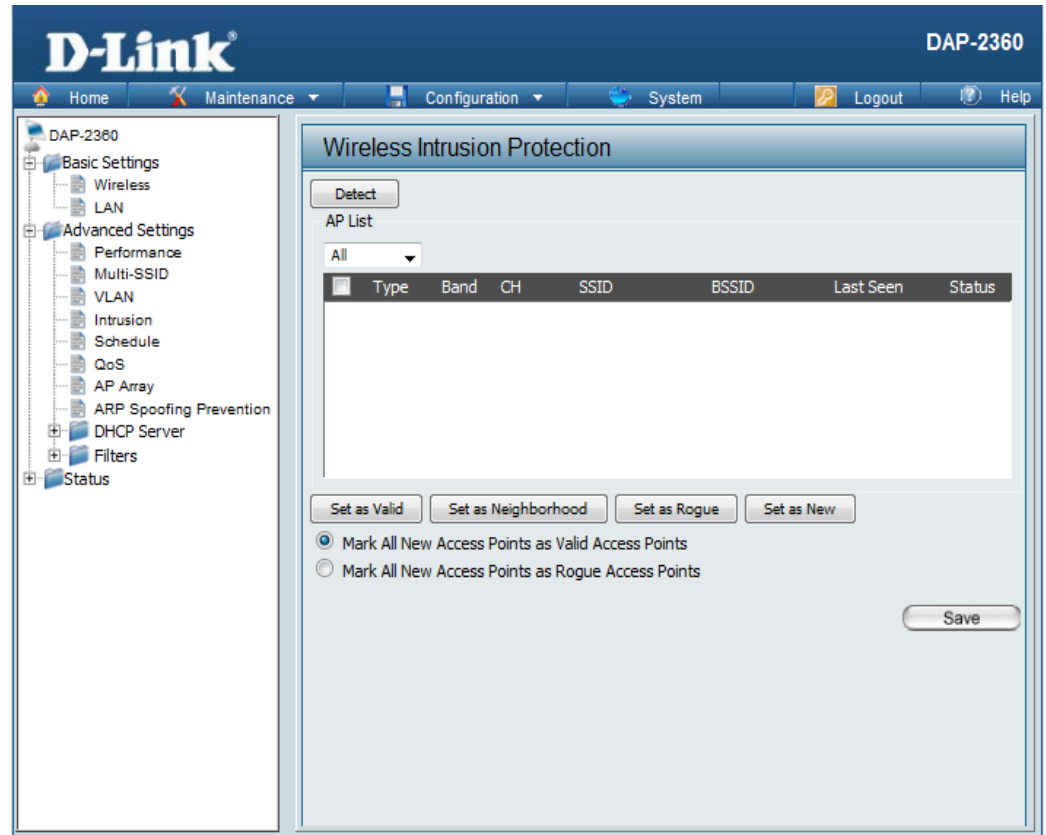 D-Link®
DAP-2360
Home
Maintenance
Configuration
System
Logout
Help
DAP-2360
Basic Settings
Wireless
LAN
Advanced Settings
Performance
Multi-SSID
VLAN
Intrusion
Schedule
QoS
AP Array
ARP Spoofing Prevention
DHCP Server
Filters
Status
Wireless Intrusion Protection
Detect
AP List
All
Type Band CH SSID BSSID Last Seen Status
Set as Valid Set as Neighborhood Set as Rogue Set as New
Mark All New Access Points as Valid Access Points
Mark All New Access Points as Rogue Access Points
Save